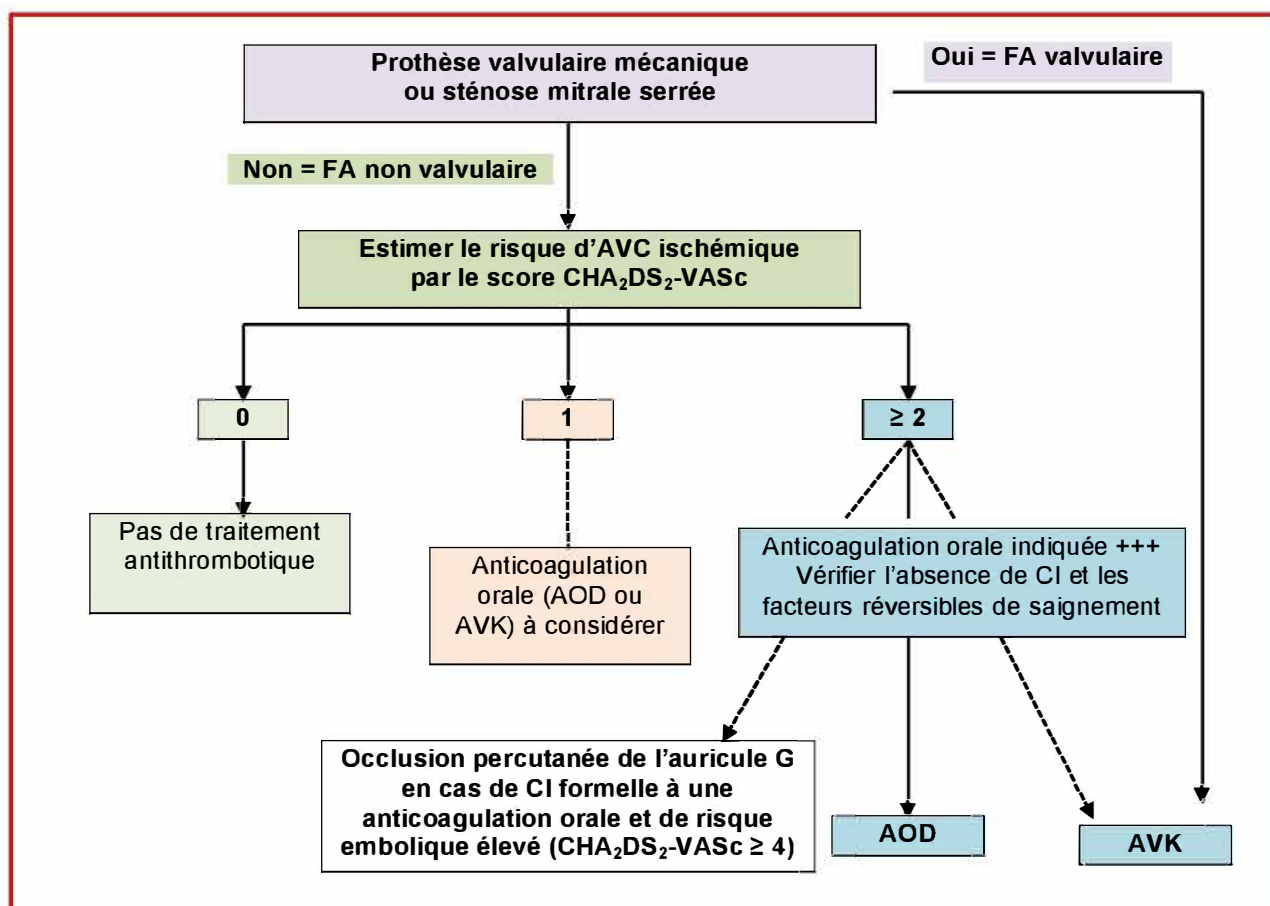 Prothèse valvulaire mécanique
ou sténose mitrale serrée
Oui = FA valvulaire
Non = FA non valvulaire
Estimer le risque d'AVC ischémique
par le score CHA₂DS₂-VASc
0
1
≥ 2
Pas de traitement
antithrombotique
Anticoagulation
orale (AOD ou
AVK) à considérer
Anticoagulation orale indiquée +++
Vérifier l'absence de CI et les
facteurs réversibles de saignement
Occlusion percutanée de l'auricule G
en cas de CI formelle à une
anticoagulation orale et de risque
embolique élevé (CHA₂DS₂-VASc ≥ 4)
AOD
AVK